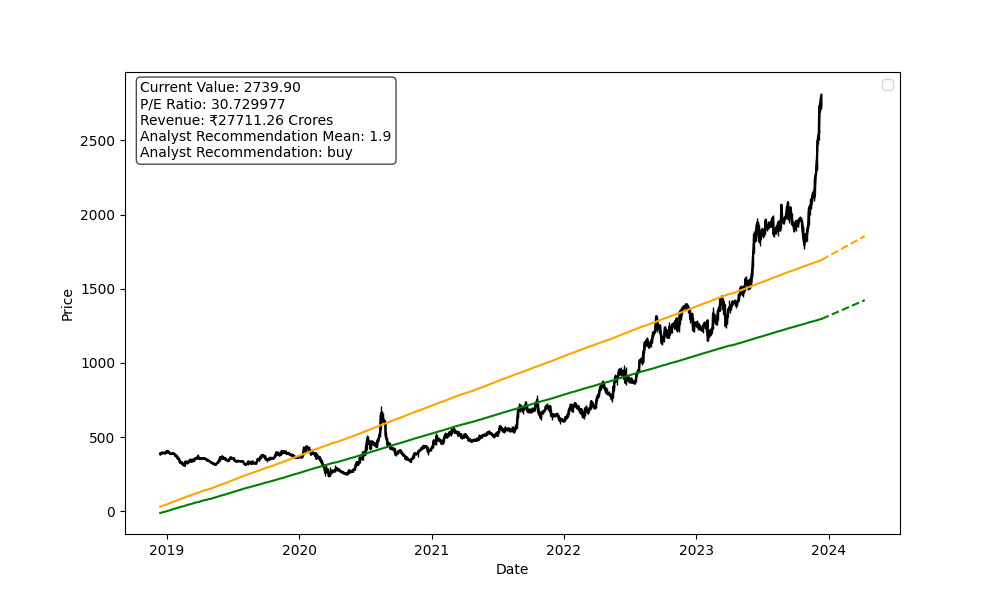 Current Value: 2739.90
P/E Ratio: 30.729977
Revenue: ₹27711.26 Crores
Analyst Recommendation Mean: 1.9
Analyst Recommendation: buy
2500
2000
1500
1000
500
0
Price
2019 2020 2021 2022 2023 2024
Date